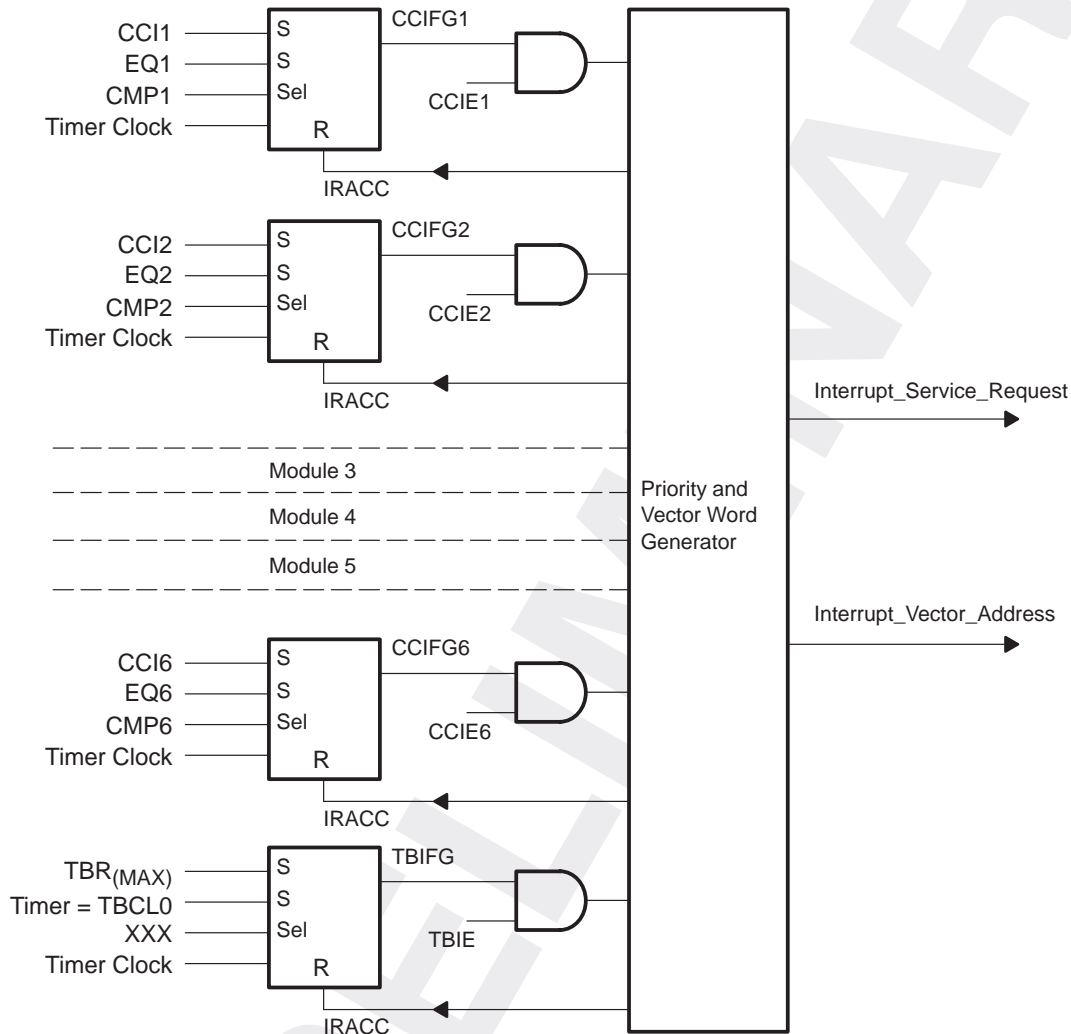 CCI1
EQ1
CMP1
Timer Clock
S
S
Sel
R
CCIFG1
CCIE1
IRACC
CCI2
EQ2
CMP2
Timer Clock
S
S
Sel
R
CCIFG2
CCIE2
IRACC
Module 3
Module 4
Module 5
Priority and
Vector Word
Generator
Interrupt_Service_Request
Interrupt_Vector_Address
CCI6
EQ6
CMP6
Timer Clock
S
S
Sel
R
CCIFG6
CCIE6
IRACC
TBR(MAX)
Timer = TBCL0
XXX
Timer Clock
S
S
Sel
R
TBIFG
TBIE
IRACC